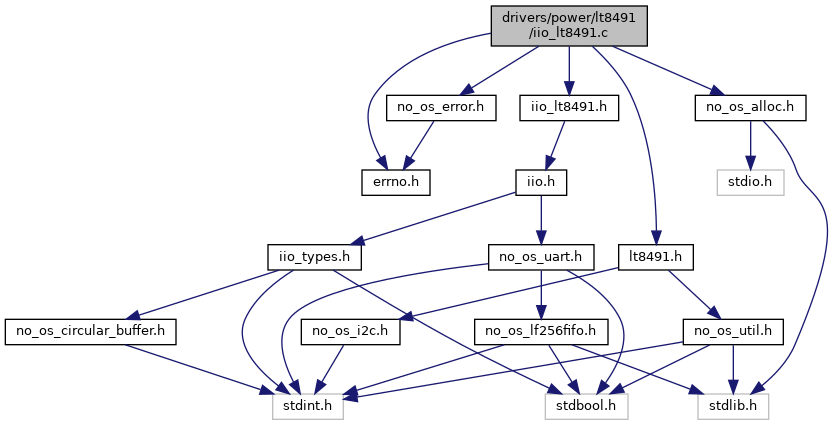 drivers/power/lt8491
/iio_lt8491.c
no_os_error.h
iio_lt8491.h
no_os_alloc.h
errno.h
iio.h
stdio.h
iio_types.h
no_os_uart.h
lt8491.h
no_os_circular_buffer.h
no_os_i2c.h
no_os_lf256fifo.h
no_os_util.h
stdint.h
stdbool.h
stdlib.h